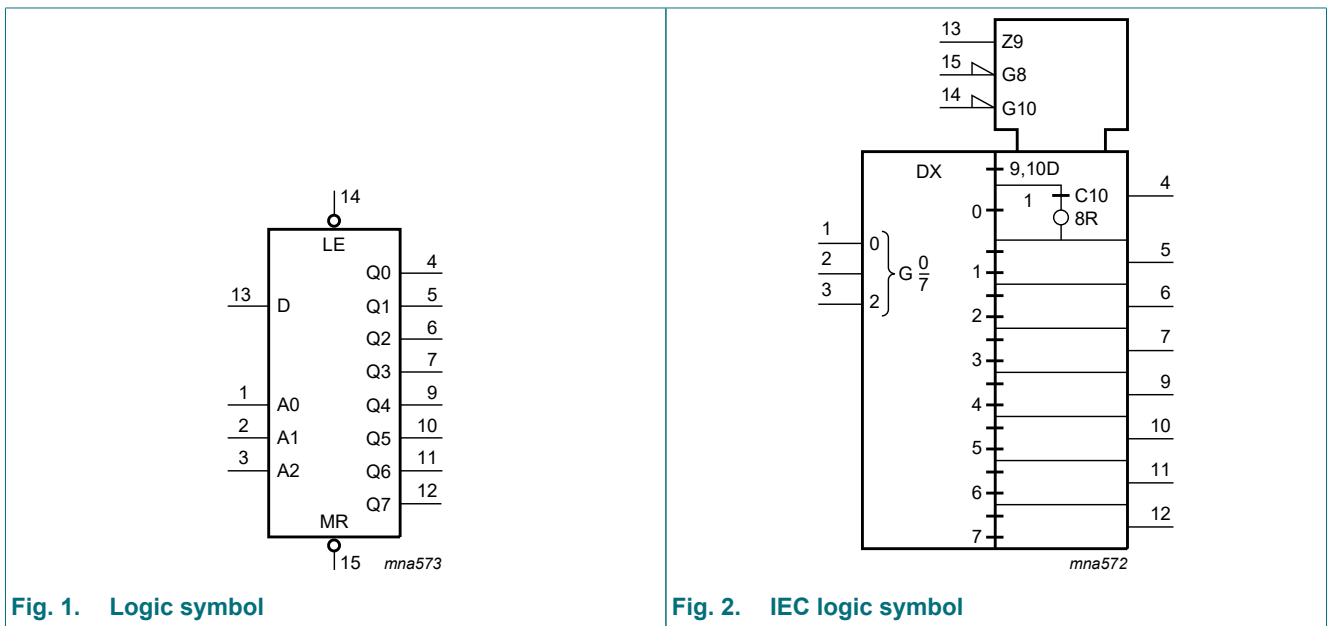 14
LE
Q0 4
13 D Q1 5
Q2 6
Q3 7
1 A0 Q4 9
2 A1 Q5 10
3 A2 Q6 11
Q7 12
MR
15 mna573
Fig. 1. Logic symbol
13 Z9
15 G8
14 G10
DX 9,10D
4
1 C10
0 8R
1 0
2 G 0
7
3 2
5
1
6
2
7
3
9
4
10
5
11
6
12
7
mna572
Fig. 2. IEC logic symbol